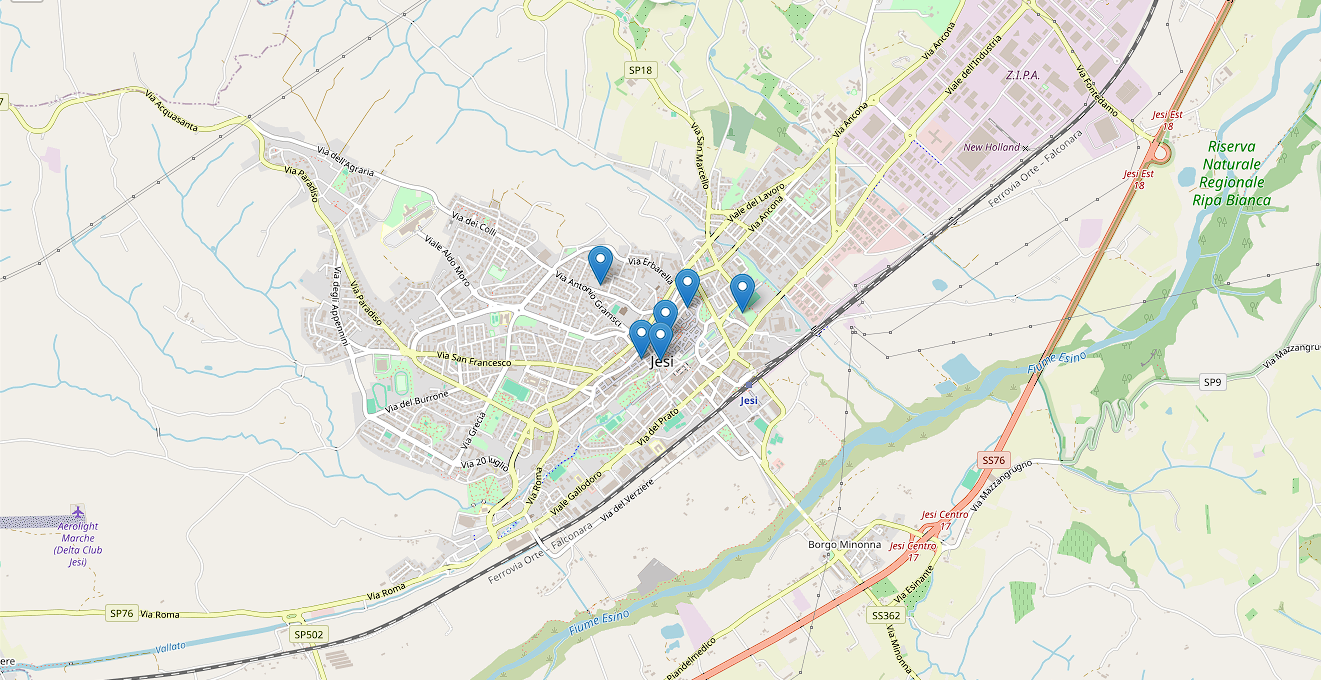 SP18
Via Ancona
Viale dell'Industria
Z.I.P.A.
Via Fontedamo
7
Via Acquasanta
Jesi Est
18
Via San Marcello
Via Ancona
Via dell'Agraria
New Holland
Ferrovia Orte - Falconara
Riserva
Naturale
Regionale
Ripa Bianca
Via Paradiso
Jesi Est
18
Viale del Lavoro
Via Ancona
Via dei Colli
Viale Aldo Moro
Via Erbarella
Via Antonio Gramsci
Via degli Appennini
Via Paradiso
Via San Francesco
Jesi
Fiume Esino
Via Mazzangru
SP9
Jesi
Via del Burrone
Via del Prato
Via Grecia
Via 20 luglio
SS76
Via Mazzangrugno
Via Roma
Viale Gallodoro
Via del Verziere
Aerolight
Marche
(Delta Club
Jesi)
Jesi Centro
17
Ferrovia Orte - Falconara
Borgo Minonna
Jesi Centro
17
Via Roma
Via Esinante
SP76
Via Roma
SS362
Fiume Esino
SP502
Vallato
Via Minonna
Piandelmedico
ere